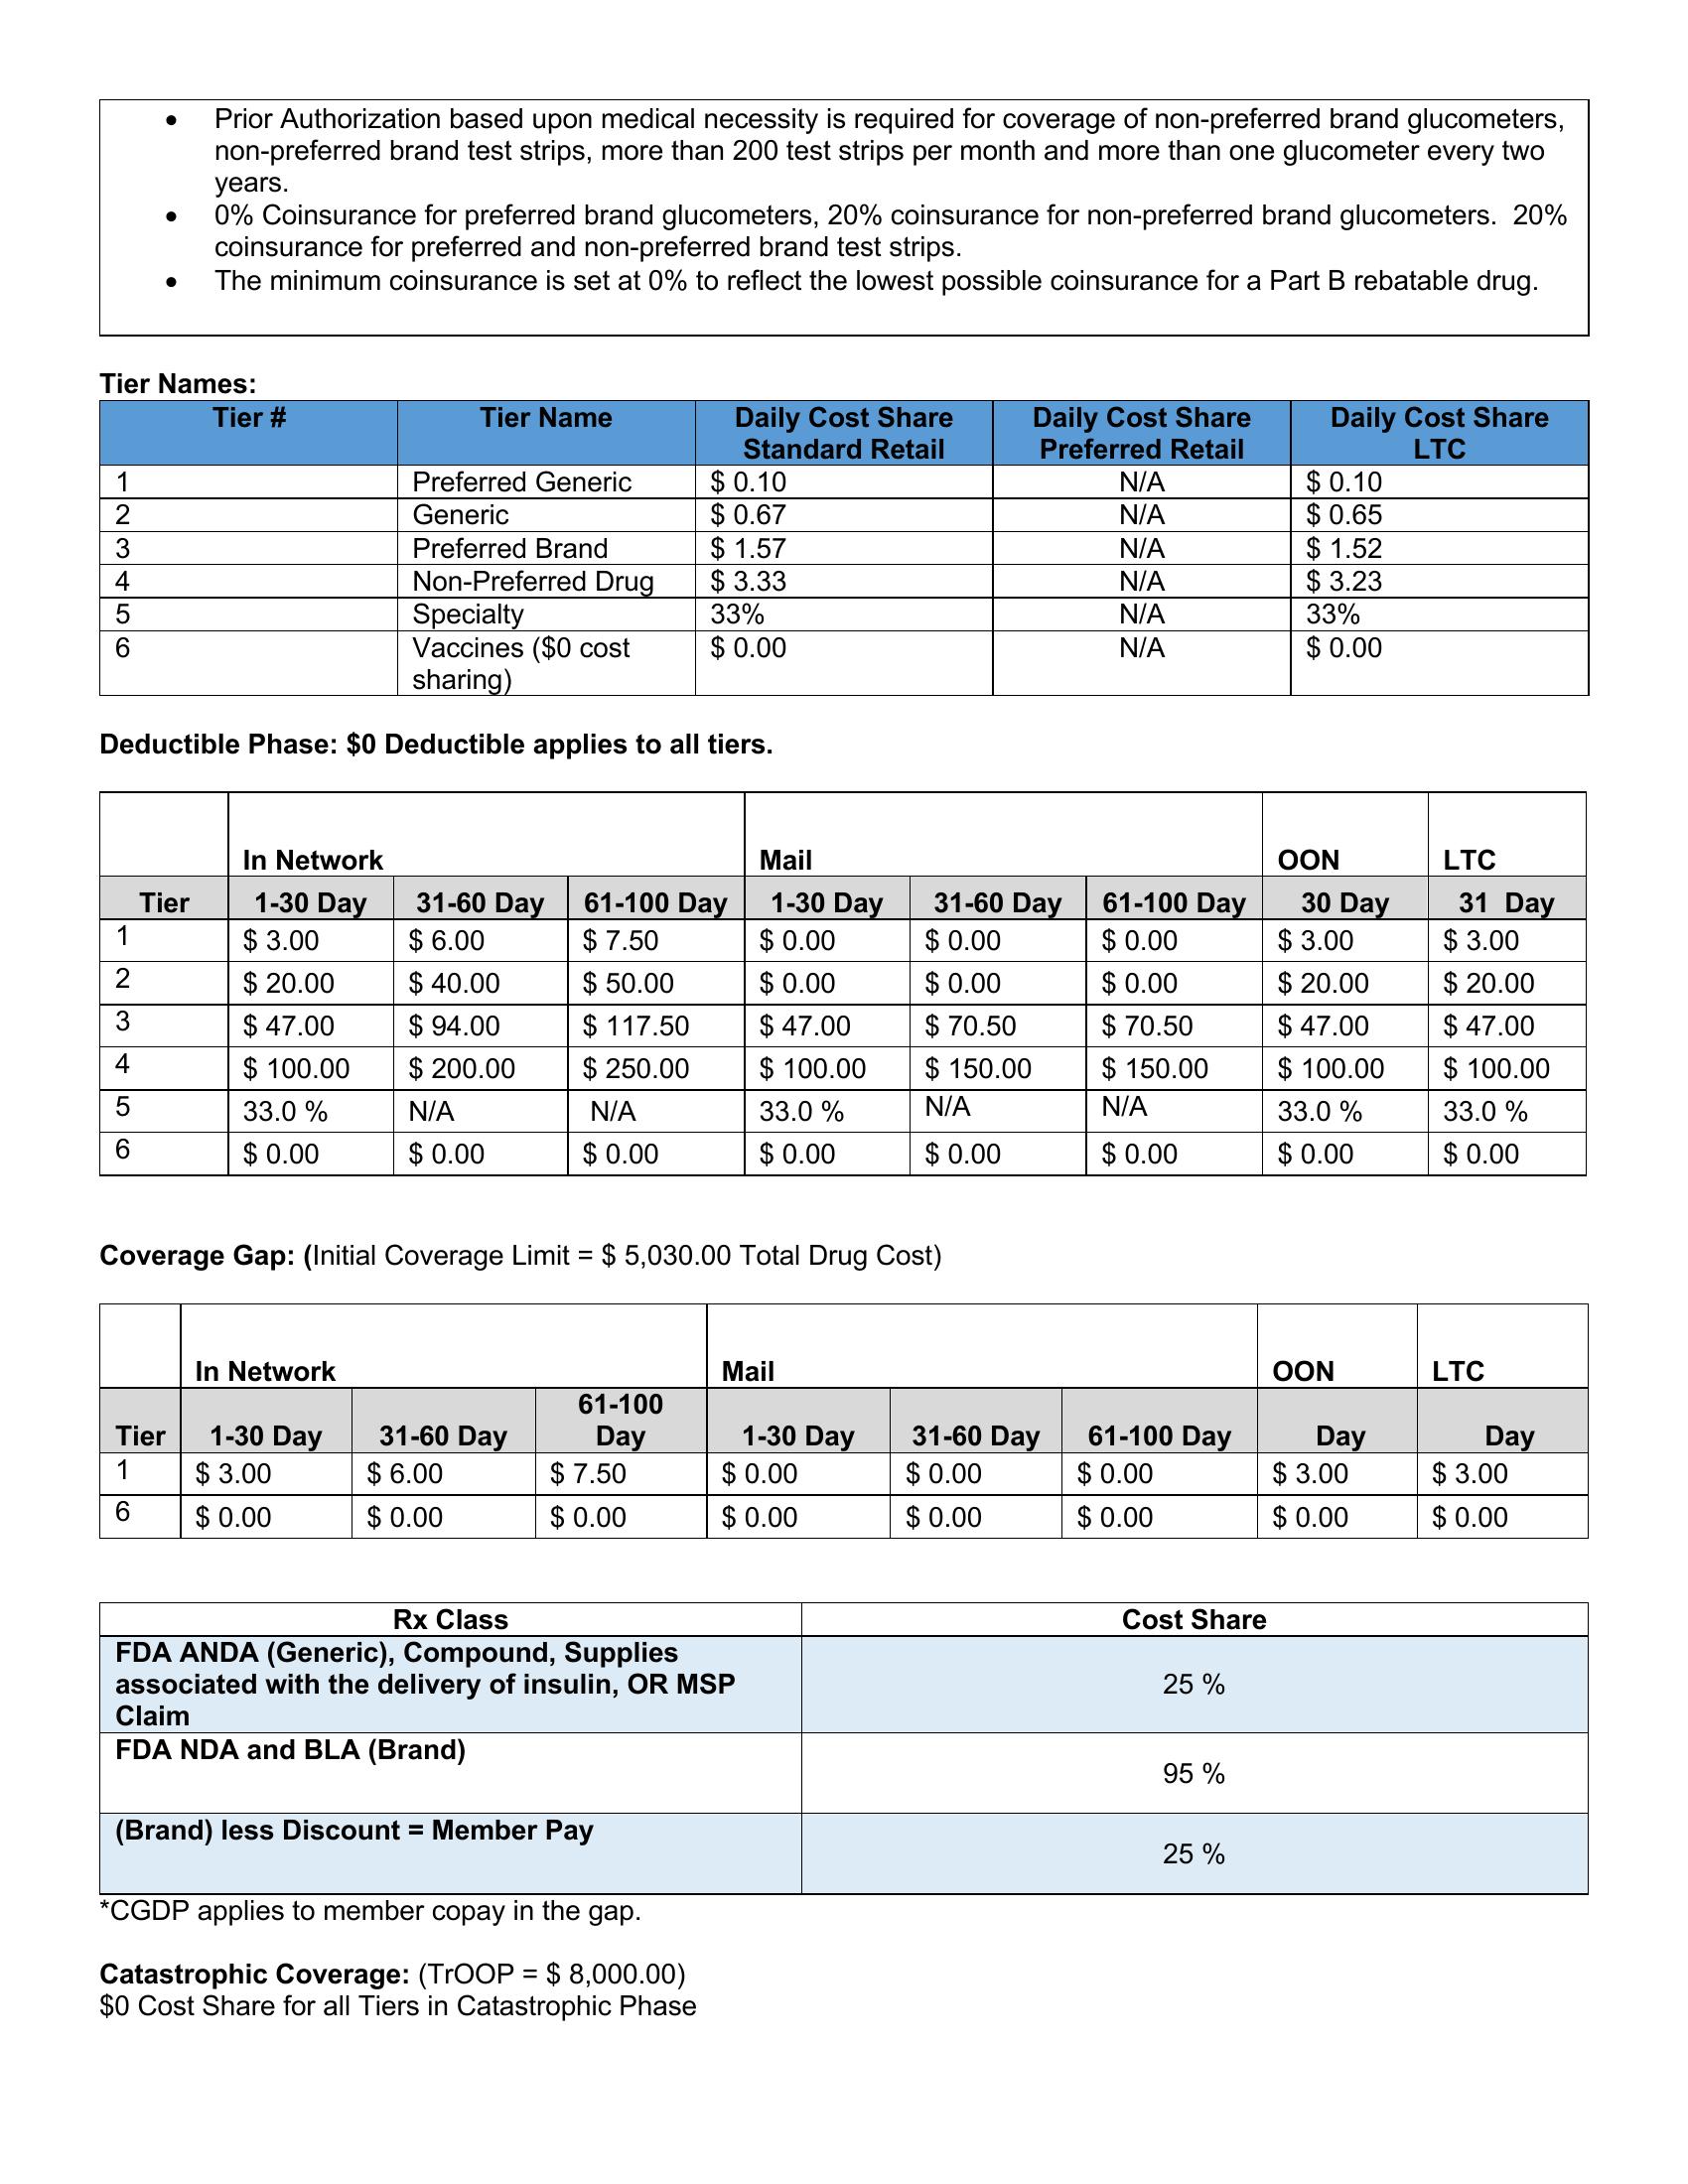 • Prior Authorization based upon medical necessity is required for coverage of non-preferred brand glucometers,
non-preferred brand test strips, more than 200 test strips per month and more than one glucometer every two
years.
• 0% Coinsurance for preferred brand glucometers, 20% coinsurance for non-preferred brand glucometers.  20%
coinsurance for preferred and non-preferred brand test strips.
• The minimum coinsurance is set at 0% to reflect the lowest possible coinsurance for a Part B rebatable drug.
Tier Names:
Tier # Tier Name Daily Cost Share Daily Cost Share Daily Cost Share
Standard Retail Preferred Retail LTC
1 Preferred Generic $ 0.10 N/A $ 0.10
2 Generic $ 0.67 N/A $ 0.65
3 Preferred Brand $ 1.57 N/A $ 1.52
4 Non-Preferred Drug $ 3.33 N/A $ 3.23
5 Specialty 33% N/A 33%
6 Vaccines ($0 cost $ 0.00 N/A $ 0.00
sharing)
Deductible Phase: $0 Deductible applies to all tiers.
In Network Mail OON LTC
Tier 1-30 Day 31-60 Day 61-100 Day 1-30 Day 31-60 Day 61-100 Day 30 Day 31  Day
1 $ 3.00 $ 6.00 $ 7.50 $ 0.00 $ 0.00 $ 0.00 $ 3.00 $ 3.00
2 $ 20.00 $ 40.00 $ 50.00 $ 0.00 $ 0.00 $ 0.00 $ 20.00 $ 20.00
3 $ 47.00 $ 94.00 $ 117.50 $ 47.00 $ 70.50 $ 70.50 $ 47.00 $ 47.00
4 $ 100.00 $ 200.00 $ 250.00 $ 100.00 $ 150.00 $ 150.00 $ 100.00 $ 100.00
5 33.0 % N/A N/A 33.0 % N/A N/A 33.0 % 33.0 %
6 $ 0.00 $ 0.00 $ 0.00 $ 0.00 $ 0.00 $ 0.00 $ 0.00 $ 0.00
Coverage Gap: (Initial Coverage Limit = $ 5,030.00 Total Drug Cost)
In Network Mail OON LTC
61-100
Tier 1-30 Day 31-60 Day Day 1-30 Day 31-60 Day 61-100 Day Day Day
1 $ 3.00 $ 6.00 $ 7.50 $ 0.00 $ 0.00 $ 0.00 $ 3.00 $ 3.00
6 $ 0.00 $ 0.00 $ 0.00 $ 0.00 $ 0.00 $ 0.00 $ 0.00 $ 0.00
Rx Class Cost Share
FDA ANDA (Generic), Compound, Supplies
associated with the delivery of insulin, OR MSP 25 %
Claim
FDA NDA and BLA (Brand)
95 %
(Brand) less Discount = Member Pay
25 %
*CGDP applies to member copay in the gap.
Catastrophic Coverage: (TrOOP = $ 8,000.00)
$0 Cost Share for all Tiers in Catastrophic Phase